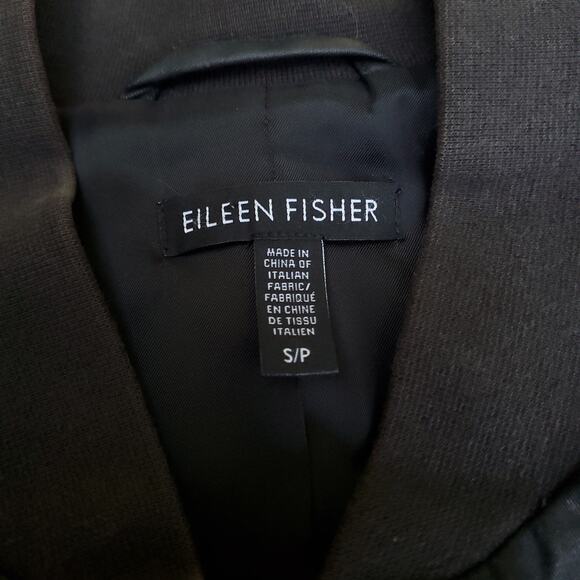 EILEEN FISHER
MADE IN
CHINA OF
ITALIAN
FABRIC/
FABRIQUÉ
EN CHINE
DE TISSU
ITALIEN
S/P